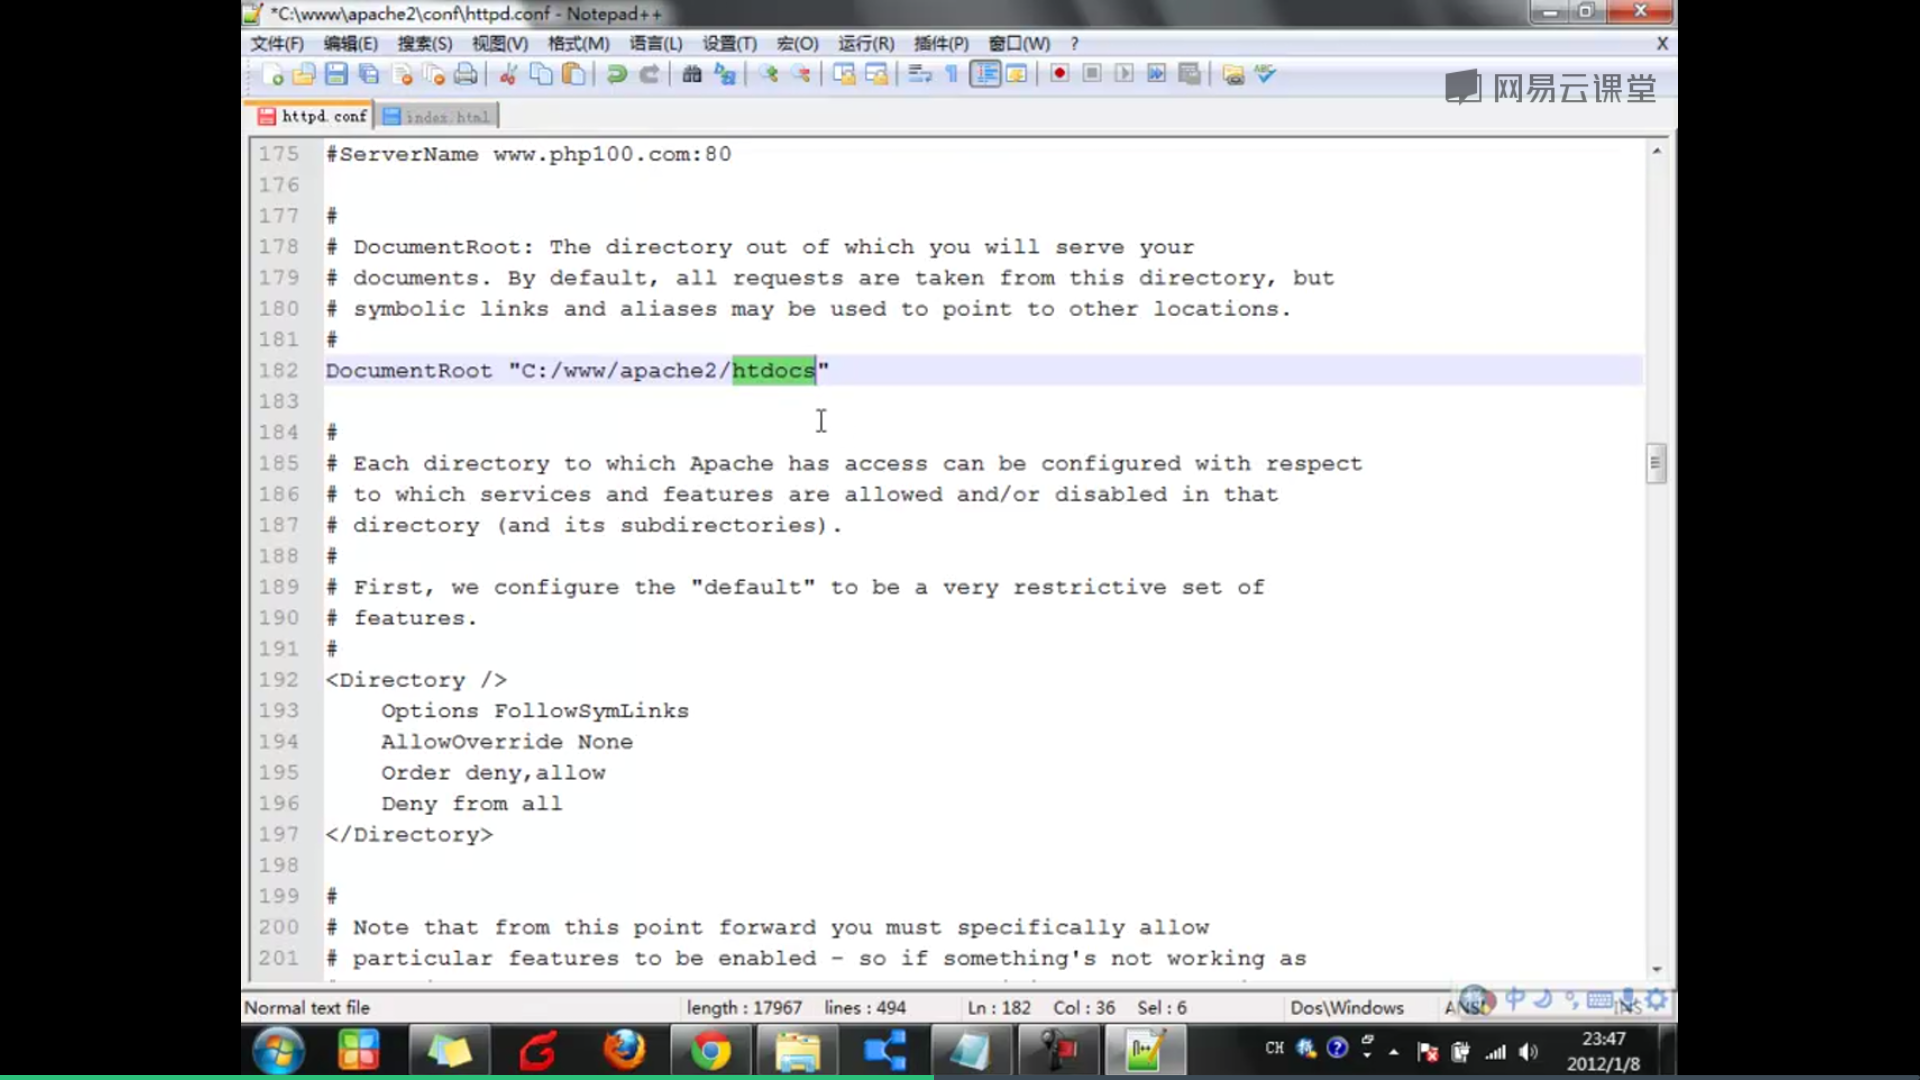 *C:\www\apache2\conf\httpd.conf - Notepad++
文件(F) 编辑(E) 搜索(S) 视图(V) 格式(M) 语言(L) 设置(T) 宏(O) 运行(R) 插件(P) 窗口(W) ? X
网易云课堂
httpd.conf index.html
175 #ServerName www.php100.com:80
176
177 #
178 # DocumentRoot: The directory out of which you will serve your
179 # documents. By default, all requests are taken from this directory, but
180 # symbolic links and aliases may be used to point to other locations.
181 #
182 DocumentRoot "C:/www/apache2/htdocs"
183
184 #
185 # Each directory to which Apache has access can be configured with respect
186 # to which services and features are allowed and/or disabled in that
187 # directory (and its subdirectories).
188 #
189 # First, we configure the "default" to be a very restrictive set of
190 # features.
191 #
192 <Directory />
193     Options FollowSymLinks
194     AllowOverride None
195     Order deny,allow
196     Deny from all
197 </Directory>
198
199 #
200 # Note that from this point forward you must specifically allow
201 # particular features to be enabled - so if something's not working as
Normal text file length : 17967 lines : 494 Ln : 182 Col : 36 Sel : 6 Dos\Windows 中
CH 23:47
2012/1/8